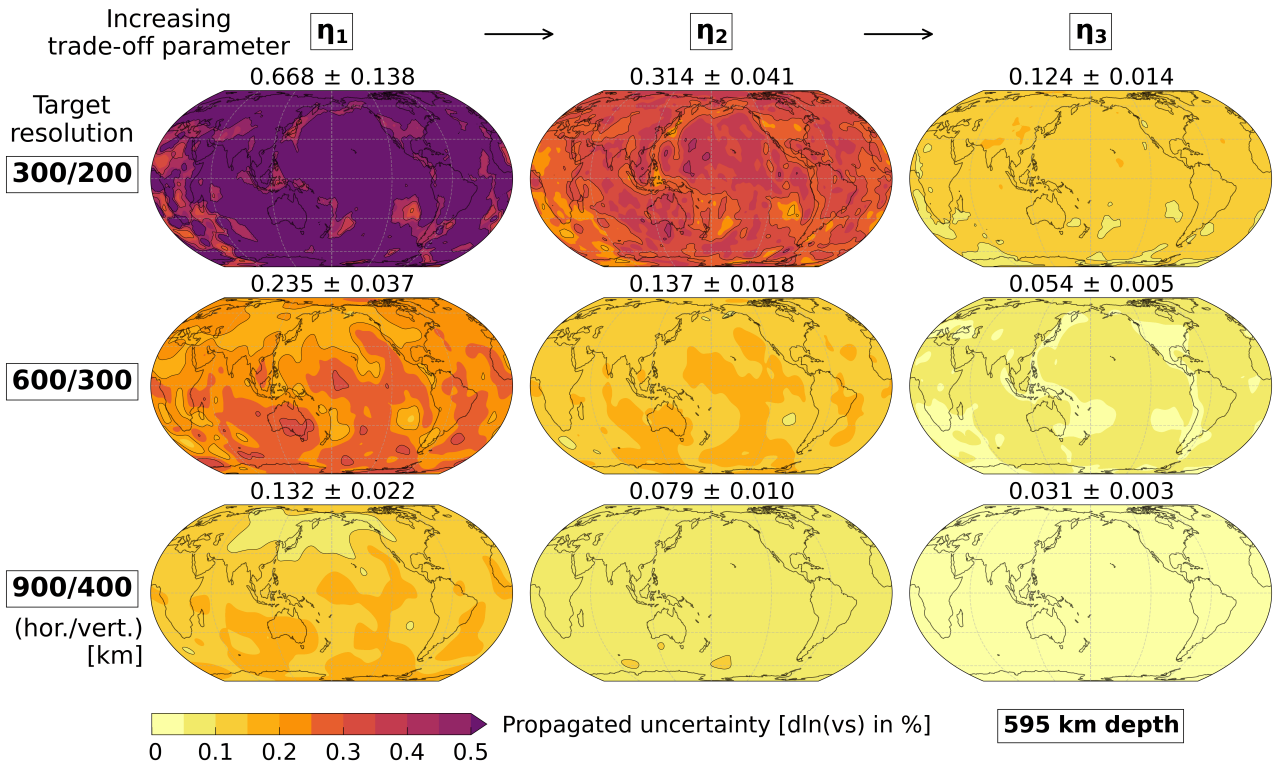 Increasing
trade-off parameter
η1
η2
η3
0.668 ± 0.138
0.314 ± 0.041
0.124 ± 0.014
Target
resolution
300/200
0.235 ± 0.037
0.137 ± 0.018
0.054 ± 0.005
600/300
0.132 ± 0.022
0.079 ± 0.010
0.031 ± 0.003
900/400
(hor./vert.)
[km]
Propagated uncertainty [dln(vs) in %]
595 km depth
0 0.1 0.2 0.3 0.4 0.5